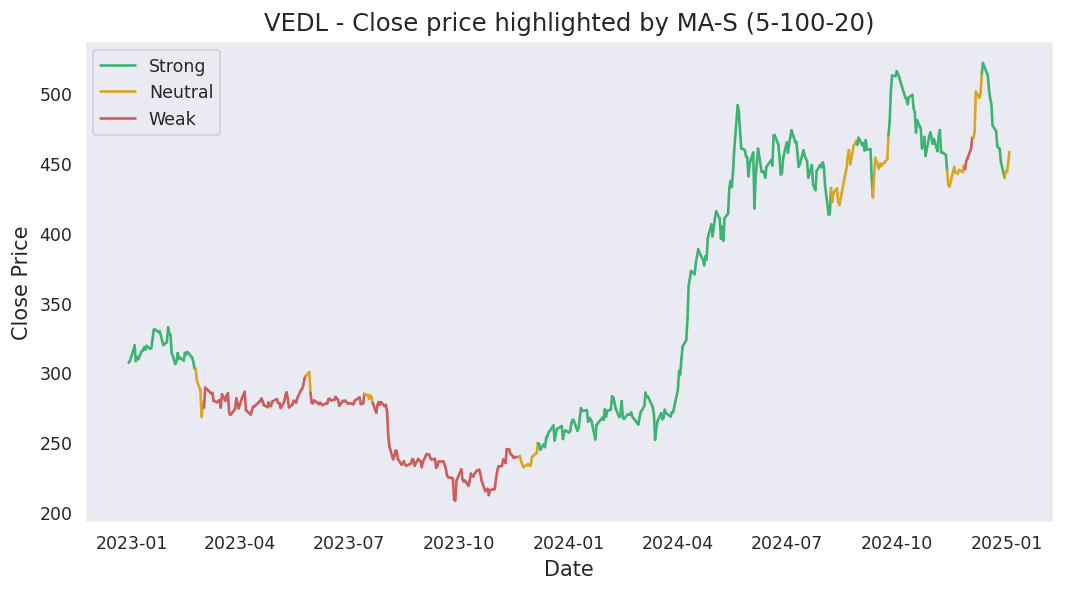 VEDL - Close price highlighted by MA-S (5-100-20)
Strong
Neutral
Weak
Close Price
500
450
400
350
300
250
200
2023-01 2023-04 2023-07 2023-10 2024-01 2024-04 2024-07 2024-10 2025-01
Date